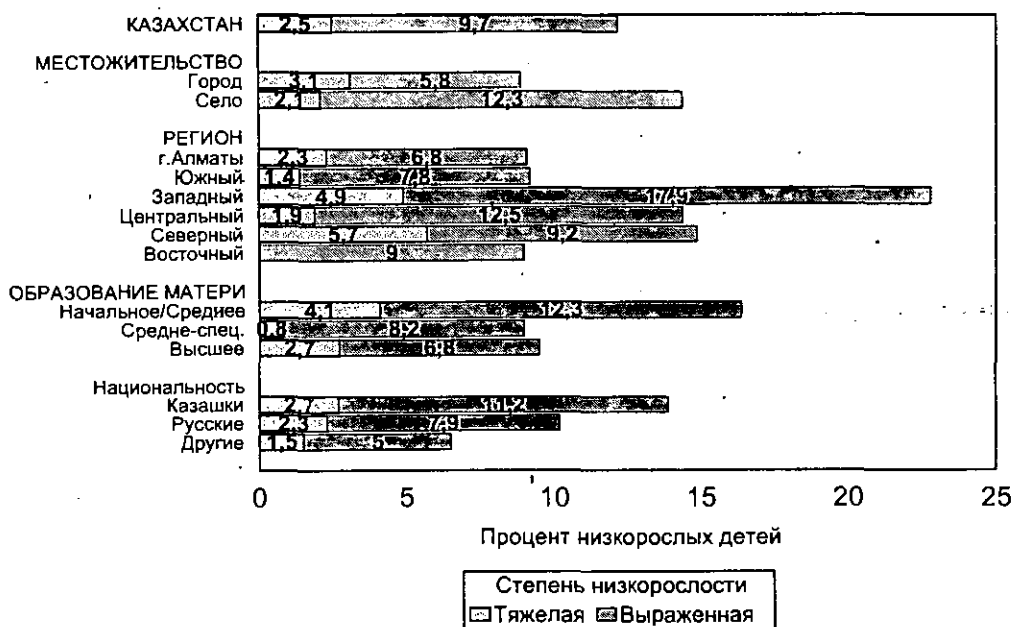 КАЗАХСТАН 2,5 9,7
МЕСТОЖИТЕЛЬСТВО
Город 3,1 5,8
Село 2,1 12,3
РЕГИОН
г.Алматы 2,3 6,8
Южный 1,4 7,8
Западный 4,9 17,9
Центральный 1,9 12,5
Северный 5,7 9,2
Восточный 9
ОБРАЗОВАНИЕ МАТЕРИ
Начальное/Среднее 4,1 12,3
Средне-спец. 0,8 8,2
Высшее 2,7 6,8
Национальность
Казашки 2,7 11,2
Русские 2,3 7,9
Другие 1,5 5
0 5 10 15 20 25
Процент низкорослых детей
Степень низкорослости
Тяжелая Выраженная